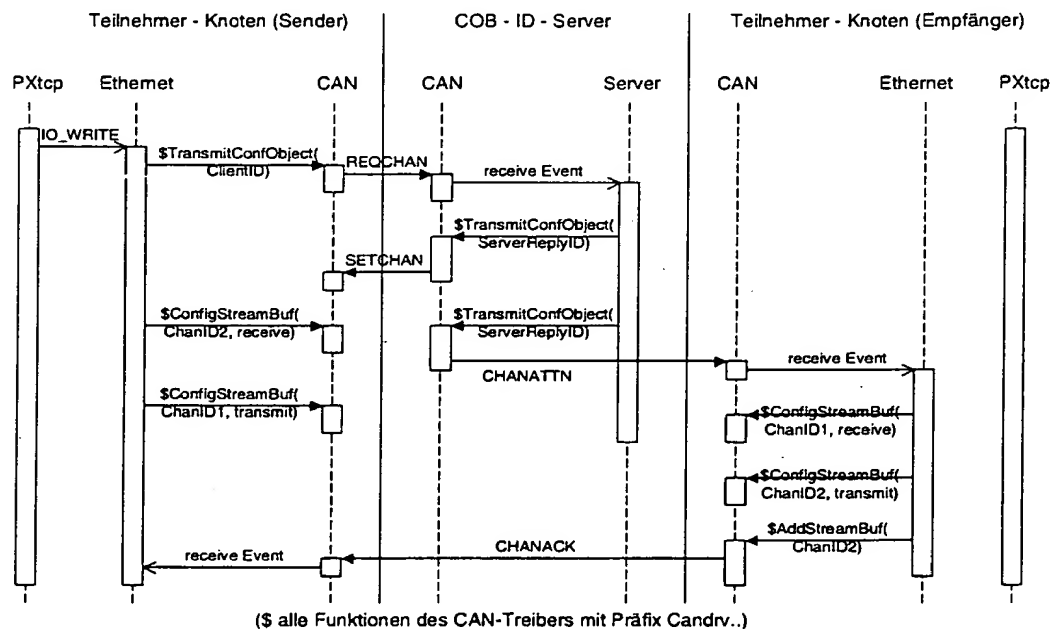 Teilnehmer - Knoten (Sender)
COB - ID - Server
Teilnehmer - Knoten (Empfänger)
PXtcp
Ethernet
CAN
CAN
Server
CAN
Ethernet
PXtcp
IO_WRITE
$TransmitConfObject(
ClientID)
REQCHAN
receive Event
$TransmitConfObject(
ServerReplyID)
SETCHAN
$ConfigStreamBuf(
ChanID2, receive)
$TransmitConfObject(
ServerReplyID)
CHANATTN
receive Event
$ConfigStreamBuf(
ChanID1, transmit)
$ConfigStreamBuf(
ChanID1, receive)
$ConfigStreamBuf(
ChanID2, transmit)
$AddStreamBuf(
ChanID2)
CHANACK
receive Event
($ alle Funktionen des CAN-Treibers mit Präfix Candrv..)